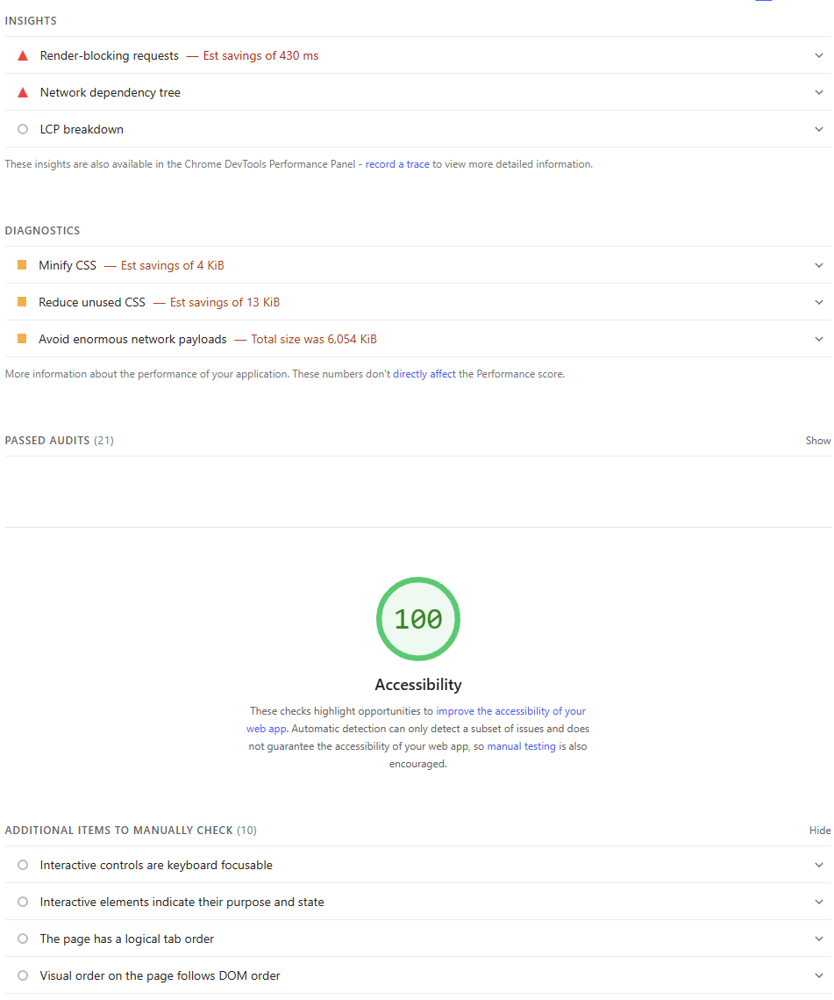 INSIGHTS
Render-blocking requests — Est savings of 430 ms
Network dependency tree
LCP breakdown
These insights are also available in the Chrome DevTools Performance Panel - record a trace to view more detailed information.
DIAGNOSTICS
Minify CSS — Est savings of 4 KiB
Reduce unused CSS — Est savings of 13 KiB
Avoid enormous network payloads — Total size was 6,054 KiB
More information about the performance of your application. These numbers don't directly affect the Performance score.
PASSED AUDITS (21) Show
100
Accessibility
These checks highlight opportunities to improve the accessibility of your
web app. Automatic detection can only detect a subset of issues and does
not guarantee the accessibility of your web app, so manual testing is also
encouraged.
ADDITIONAL ITEMS TO MANUALLY CHECK (10) Hide
Interactive controls are keyboard focusable
Interactive elements indicate their purpose and state
The page has a logical tab order
Visual order on the page follows DOM order